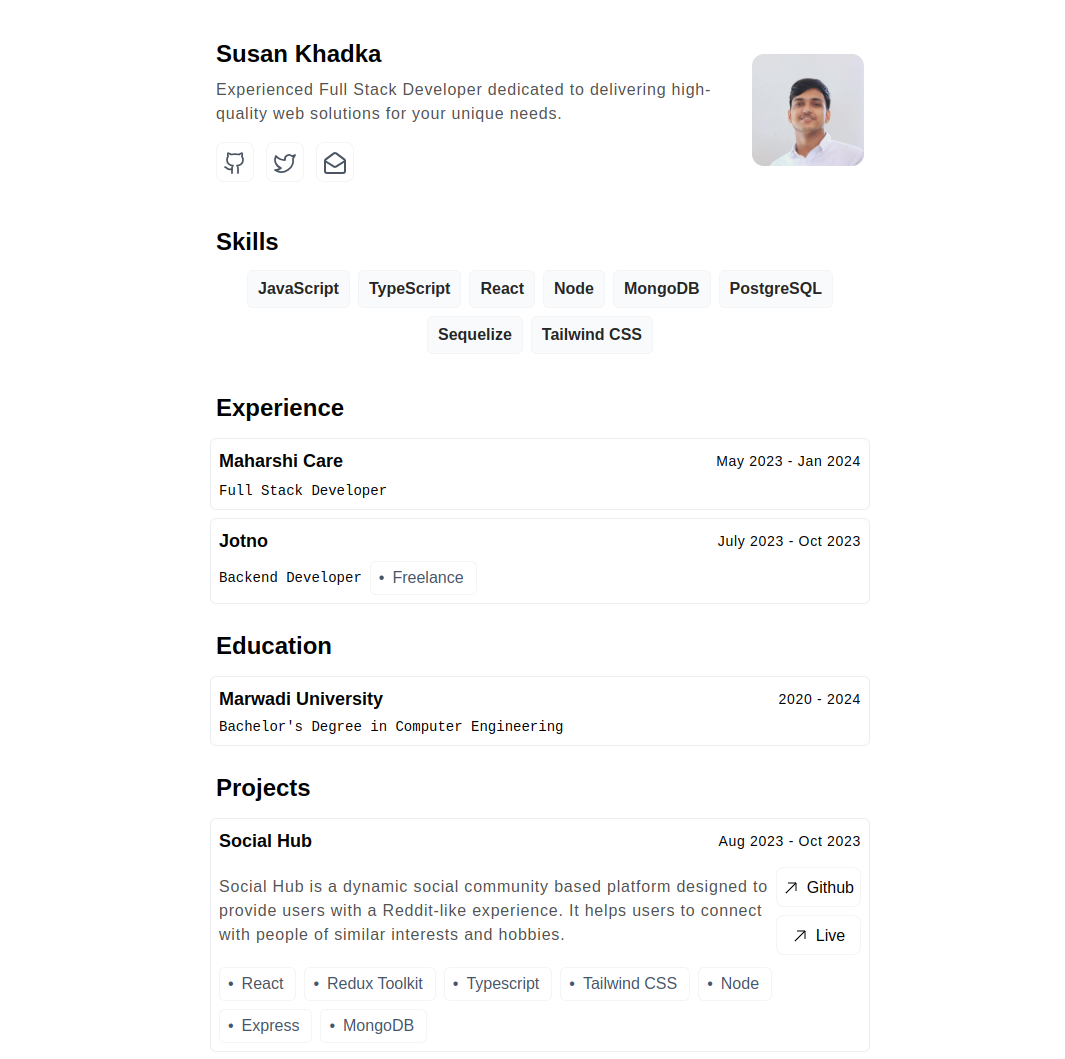 Susan Khadka
Experienced Full Stack Developer dedicated to delivering high-
quality web solutions for your unique needs.
Skills
JavaScript TypeScript React Node MongoDB PostgreSQL
Sequelize Tailwind CSS
Experience
Maharshi Care May 2023 - Jan 2024
Full Stack Developer
Jotno July 2023 - Oct 2023
Backend Developer • Freelance
Education
Marwadi University 2020 - 2024
Bachelor's Degree in Computer Engineering
Projects
Social Hub Aug 2023 - Oct 2023
Social Hub is a dynamic social community based platform designed to
provide users with a Reddit-like experience. It helps users to connect
with people of similar interests and hobbies.
Github
Live
• React • Redux Toolkit • Typescript • Tailwind CSS • Node
• Express • MongoDB